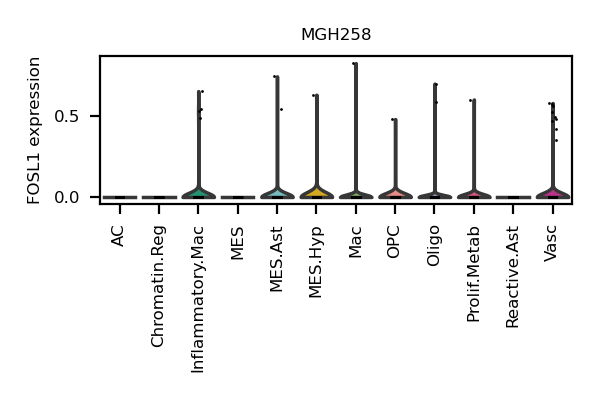 MGH258
FOSL1 expression
0.5
0.0
AC
Chromatin.Reg
Inflammatory.Mac
MES
MES.Ast
MES.Hyp
Mac
OPC
Oligo
Prolif.Metab
Reactive.Ast
Vasc